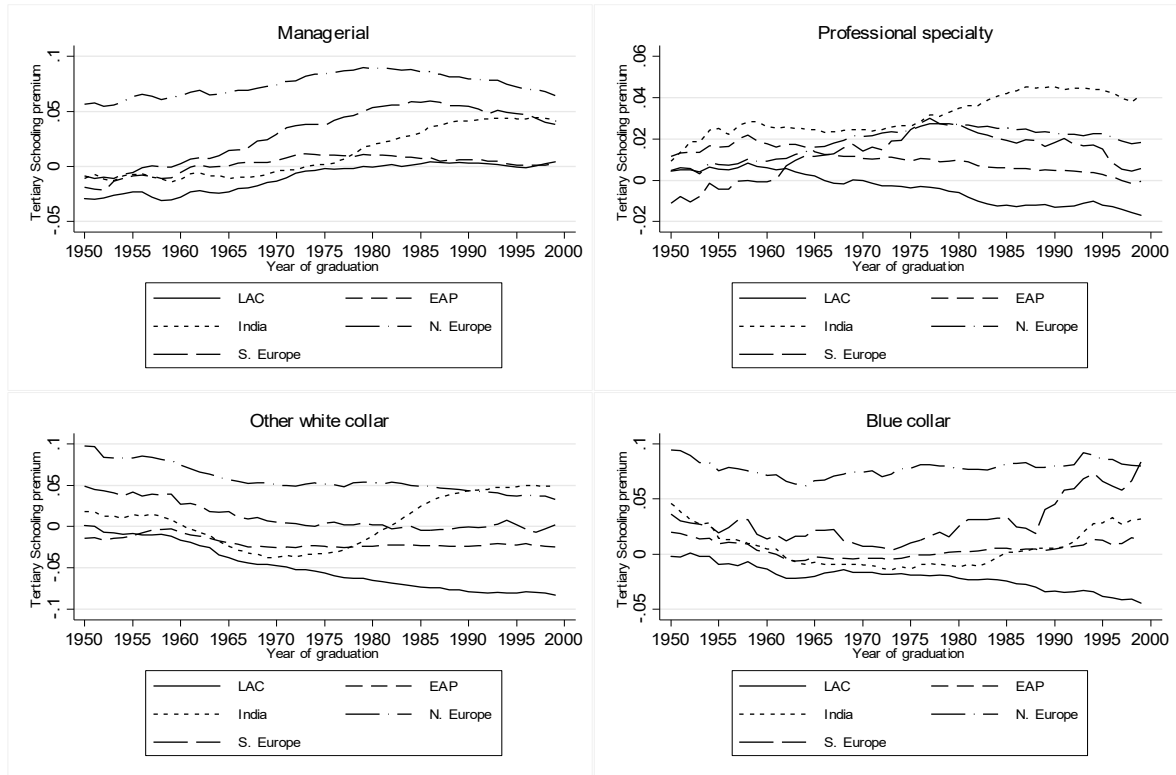 Managerial
Tertiary Schooling premium
.1
.05
0
-.05
1950 1955 1960 1965 1970 1975 1980 1985 1990 1995 2000
Year of graduation
LAC EAP
India N. Europe
S. Europe
Professional specialty
Tertiary Schooling premium
.06
.04
.02
0
-.02
1950 1955 1960 1965 1970 1975 1980 1985 1990 1995 2000
Year of graduation
LAC EAP
India N. Europe
S. Europe
Other white collar
Tertiary Schooling premium
.1
.05
0
-.05
-.1
1950 1955 1960 1965 1970 1975 1980 1985 1990 1995 2000
Year of graduation
LAC EAP
India N. Europe
S. Europe
Blue collar
Tertiary Schooling premium
.1
.05
0
-.05
1950 1955 1960 1965 1970 1975 1980 1985 1990 1995 2000
Year of graduation
LAC EAP
India N. Europe
S. Europe